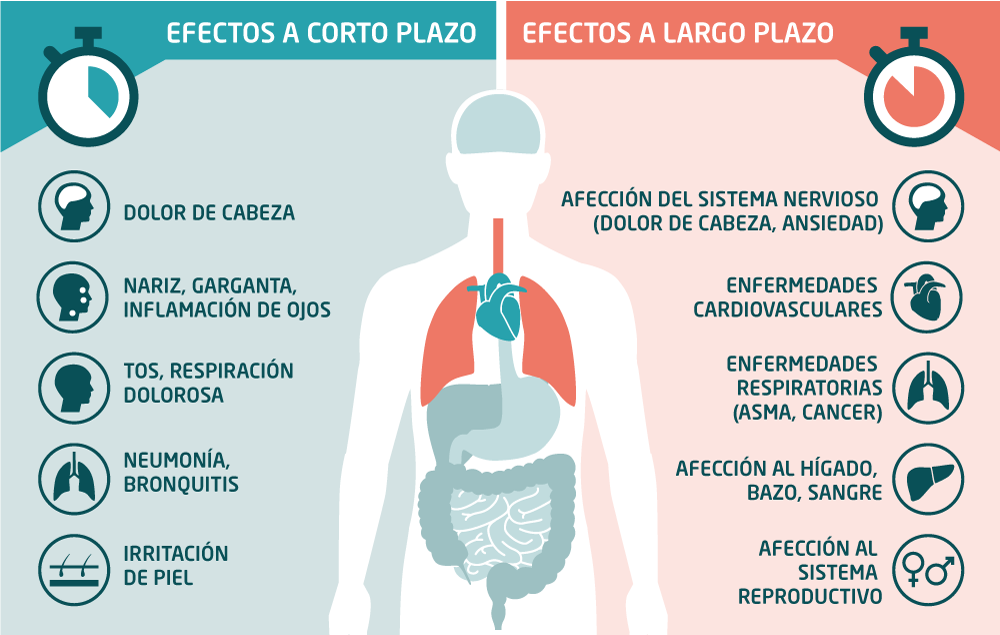 EFECTOS A CORTO PLAZO
DOLOR DE CABEZA
NARIZ, GARGANTA,
INFLAMACIÓN DE OJOS
TOS, RESPIRACIÓN
DOLOROSA
NEUMONÍA,
BRONQUITIS
IRRITACIÓN
DE PIEL
EFECTOS A LARGO PLAZO
AFECCIÓN DEL SISTEMA NERVIOSO
(DOLOR DE CABEZA, ANSIEDAD)
ENFERMEDADES
CARDIOVASCULARES
ENFERMEDADES
RESPIRATORIAS
(ASMA, CANCER)
AFECCIÓN AL HÍGADO,
BAZO, SANGRE
AFECCIÓN AL
SISTEMA
REPRODUCTIVO